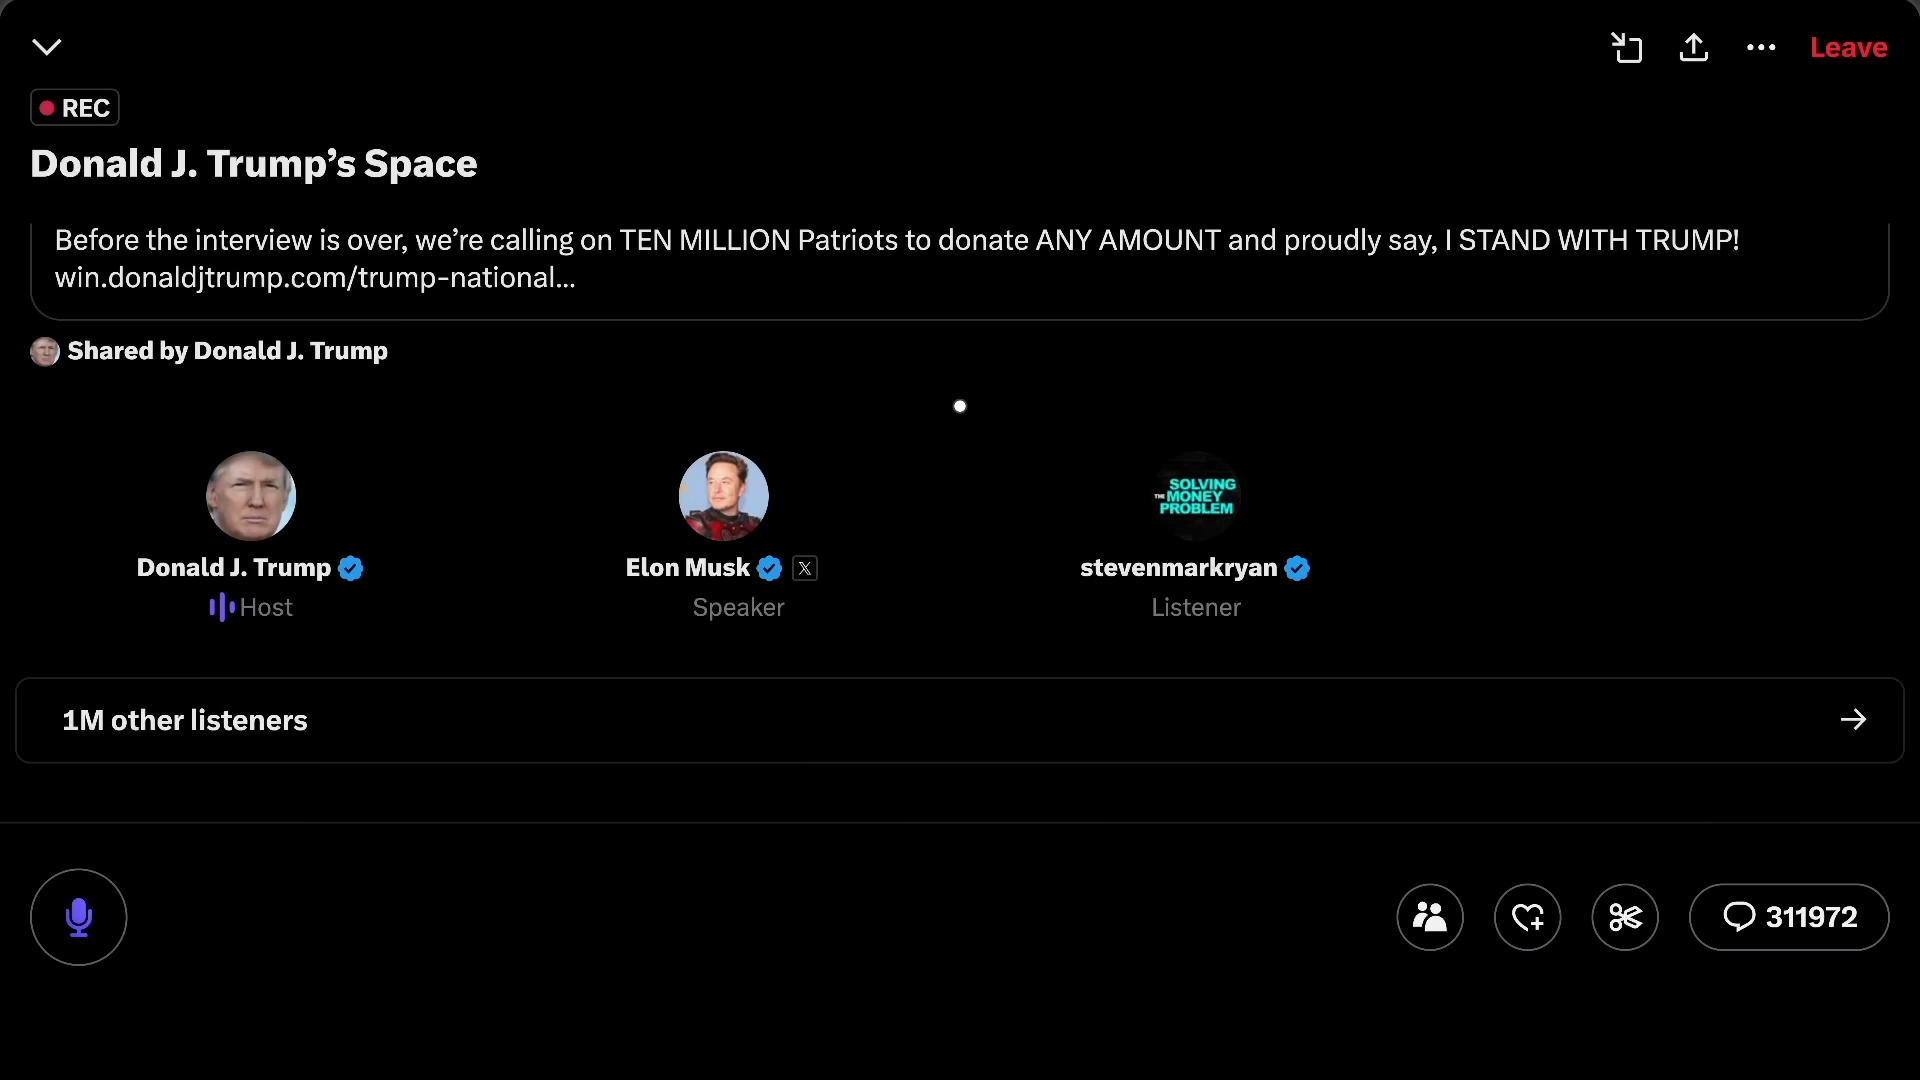 Leave
REC
Donald J. Trump’s Space
Before the interview is over, we’re calling on TEN MILLION Patriots to donate ANY AMOUNT and proudly say, I STAND WITH TRUMP!
win.donaldjtrump.com/trump-national...
Shared by Donald J. Trump
SOLVING
THE MONEY
PROBLEM
Donald J. Trump
Elon Musk X
stevenmarkryan
Host
Speaker
Listener
1M other listeners
311972